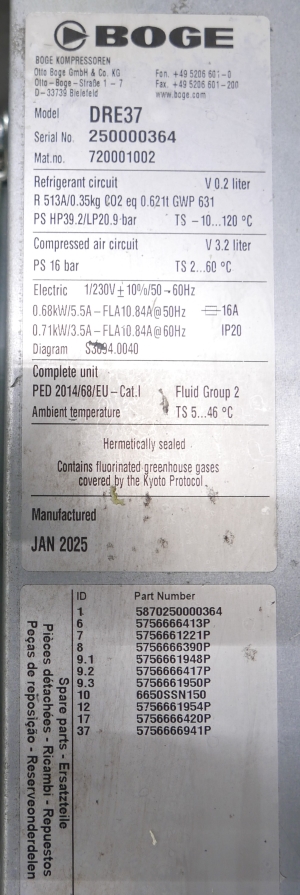 BOGE
BOGE KOMPRESSOREN
Otto Boge GmbH & Co. KG Fon. +49 5206 601-0
Otto-Boge-Straße 1 - 7 Fax. +49 5206 601-200
D-33739 Bielefeld www.boge.com
Model DRE37
Serial No. 250000364
Mat.no. 720001002
Refrigerant circuit V 0.2 liter
R 513A/0.35kg CO2 eq 0.621t GWP 631
PS HP39.2/LP20.9 bar TS -10...120 °C
Compressed air circuit V 3.2 liter
PS 16 bar TS 2...60 °C
Electric 1/230V ± 10%/50→60Hz
0.68kW/5.5A-FLA10.84A@50Hz 16A
0.71kW/3.5A-FLA10.84A@60Hz IP20
Diagram S3694.0040
Complete unit
PED 2014/68/EU-Cat.I Fluid Group 2
Ambient temperature TS 5...46 °C
Hermetically sealed
Contains fluorinated greenhouse gases
covered by the Kyoto Protocol.
Manufactured
JAN 2025
ID Part Number
1 5870250000364
6 5756666413P
7 5756661221P
8 5756666390P
9.1 5756661948P
9.2 5756666417P
9.3 5756661950P
10 6650SSN150
12 5756661954P
17 5756666420P
37 5756666941P
Spare parts - Ersatzteile
Pièces détachées - Ricambi - Repuestos
Peças de reposição - Reserveonderdelen